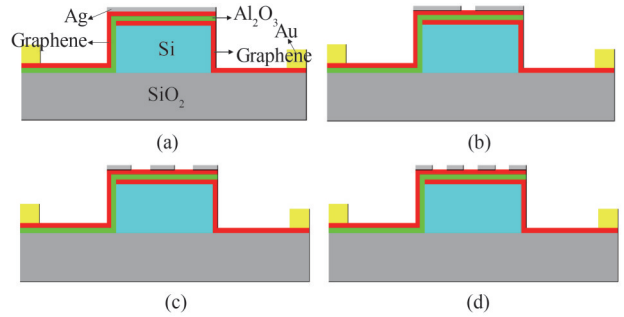 Ag
Al₂O₃
Au
Graphene
Si
Graphene
SiO₂
(a)
(b)
(c)
(d)